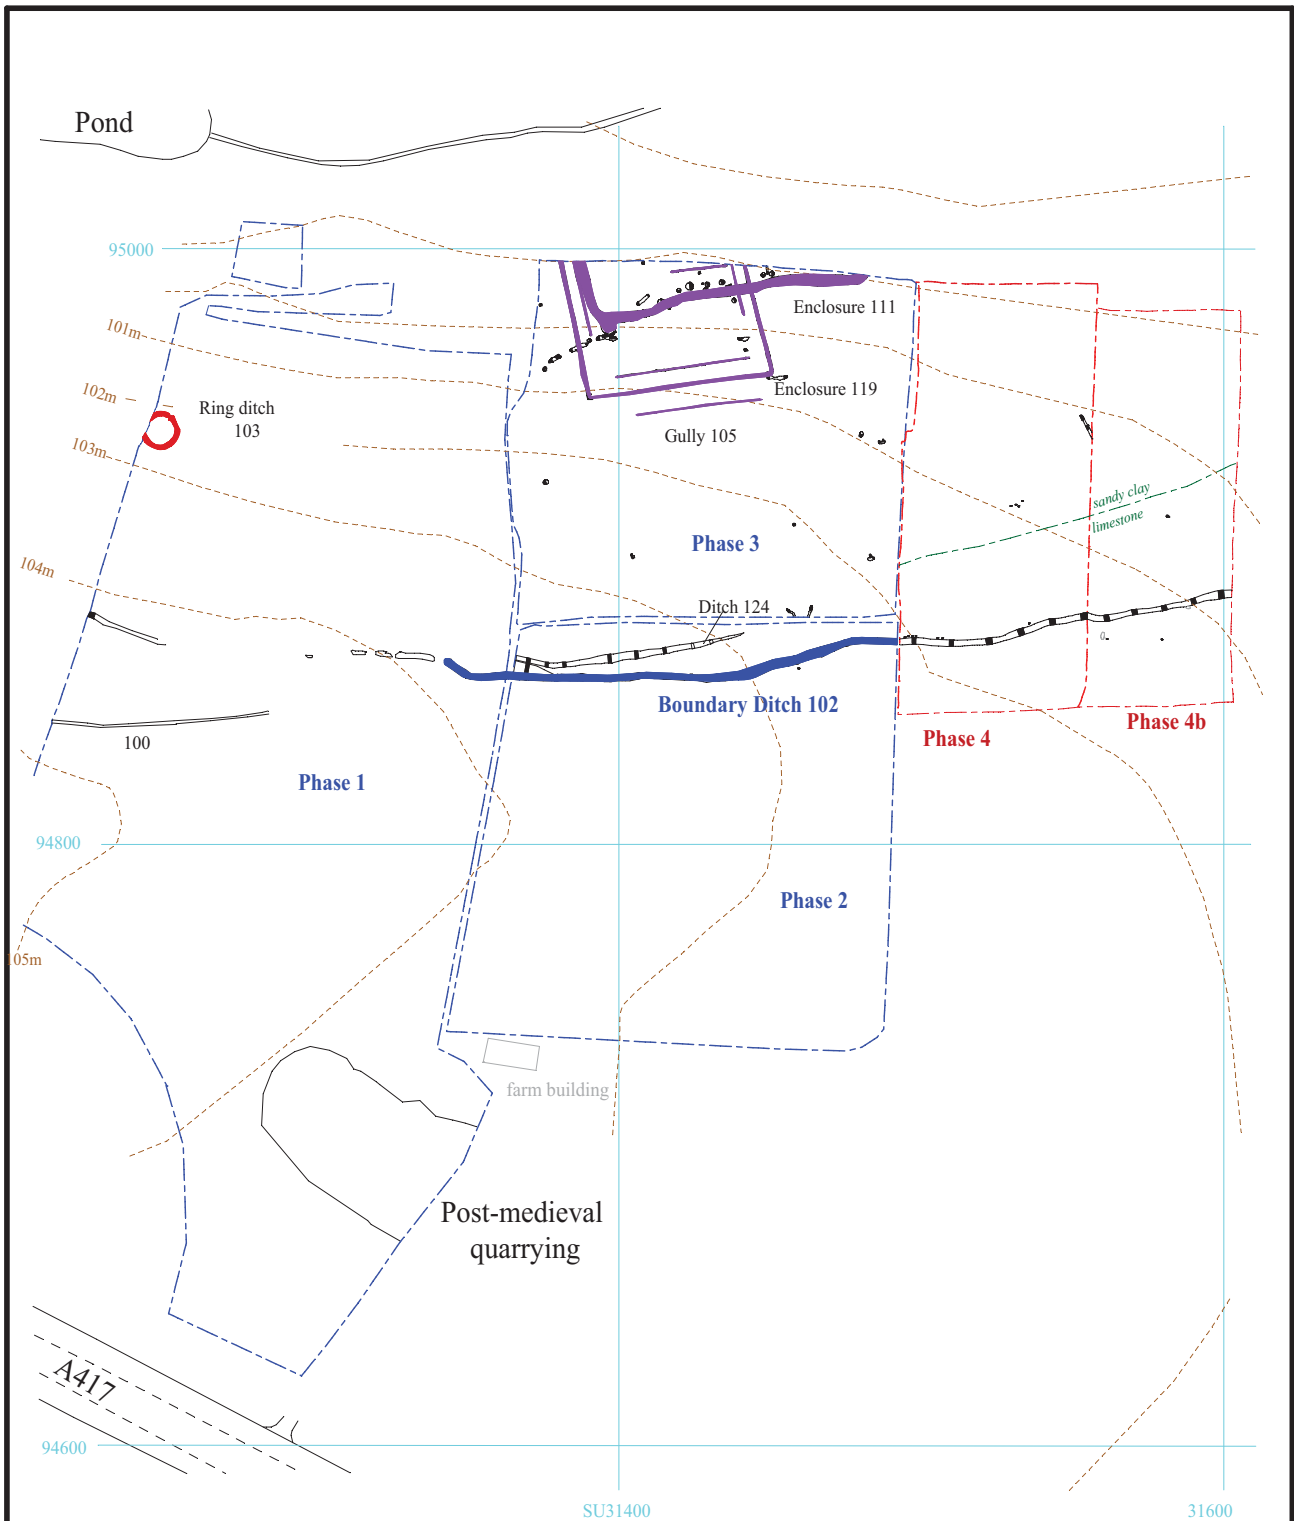 Pond
95000
Enclosure 111
101m
102m
Ring ditch
103
Enclosure 119
Gully 105
103m
sandy clay
limestone
Phase 3
104m
Ditch 124
Boundary Ditch 102
Phase 4b
Phase 4
100
Phase 1
94800
Phase 2
105m
farm building
Post-medieval
quarrying
A417
94600
SU31400
31600